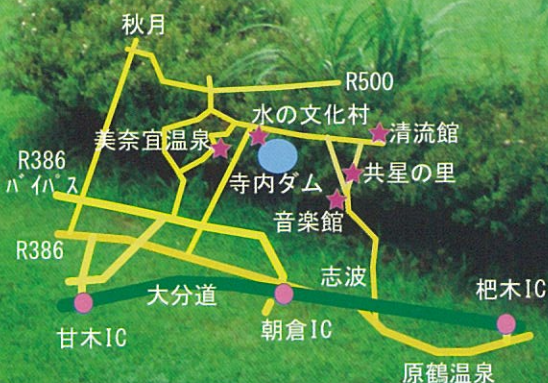 秋月
R500
水の文化村
美奈宜温泉
清流館
R386
バイパス
寺内ダム
共星の里
音楽館
R386
志波
大分道
杷木IC
甘木IC
朝倉IC
原鶴温泉